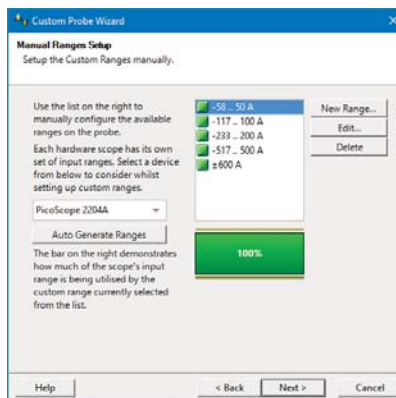 Custom Probe Wizard
Manual Ranges Setup
Setup the Custom Ranges manually.
Use the list on the right to
manually configure the available
ranges on the probe.
Each hardware scope has its own
set of input ranges. Select a device
from below to consider whilst
setting up custom ranges.
PicoScope 2204A
Auto Generate Ranges
The bar on the right demonstrates
how much of the scope's input
range is being utilised by the
custom range currently selected
from the list.
-58 .. 50 A
-117 .. 100 A
-233 .. 200 A
-517 .. 500 A
±600 A
New Range...
Edit...
Delete
100%
Help
< Back
Next >
Cancel